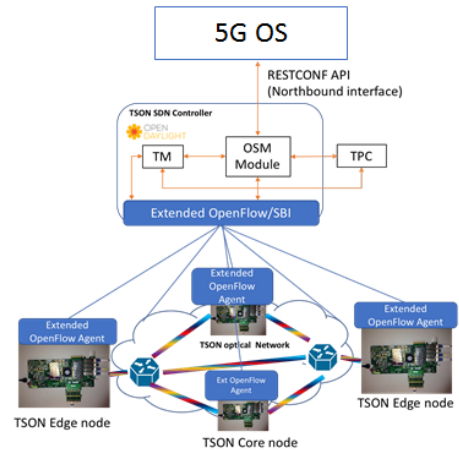 5G OS
RESTCONF API
(Northbound interface)
TSON SDN Controller
OPEN
DAYLIGHT
TM
OSM
Module
TPC
Extended OpenFlow/SBI
Extended
OpenFlow
Agent
Extended
OpenFlow Agent
Extended
OpenFlow Agent
TSON optical Network
Ext OpenFlow
Agent
TSON Edge node
TSON Edge node
TSON Core node